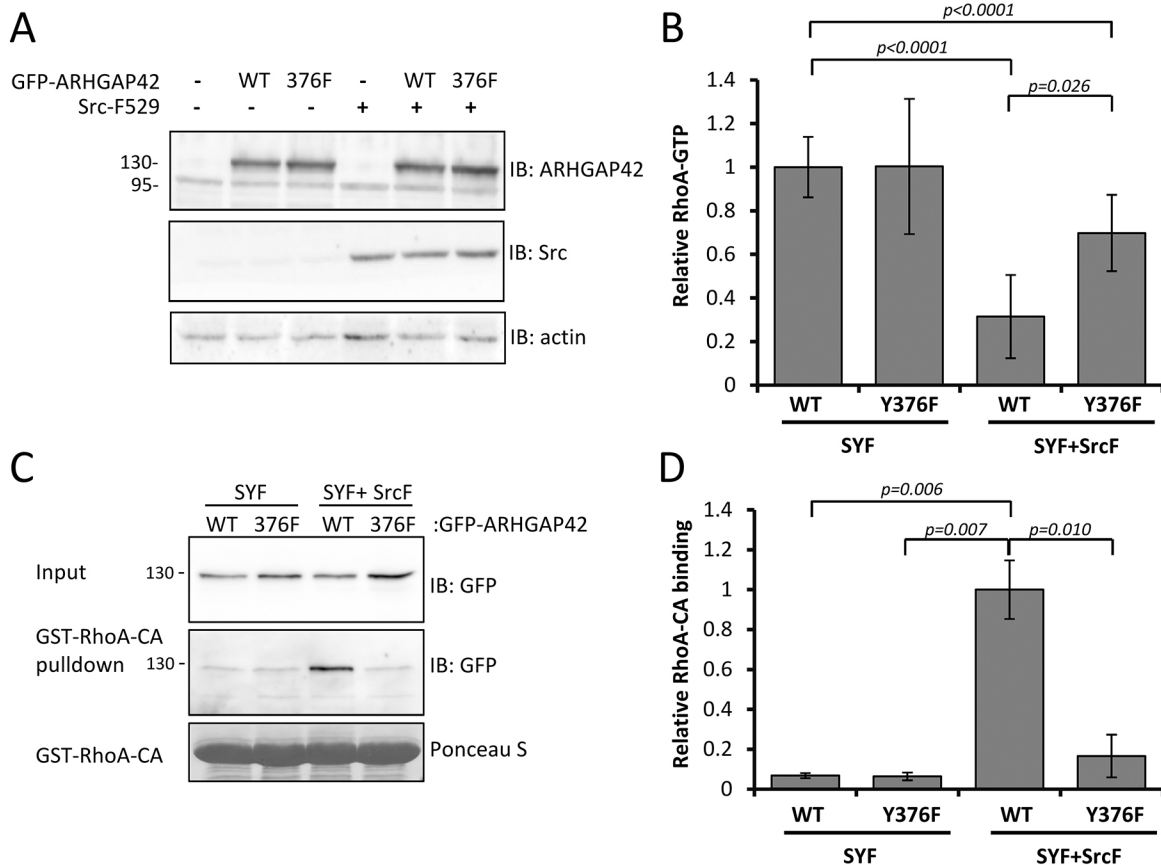 A
GFP-ARHGAP42 - WT 376F - WT 376F
Src-F529 - - - + + +
130-
95-
IB: ARHGAP42
IB: Src
IB: actin
B
p<0.0001
p<0.0001
p=0.026
Relative RhoA-GTP
1.4
1.2
1
0.8
0.6
0.4
0.2
0
WT Y376F WT Y376F
SYF SYF+SrcF
C
SYF SYF+ SrcF
WT 376F WT 376F :GFP-ARHGAP42
Input 130 - IB: GFP
GST-RhoA-CA
pulldown 130 - IB: GFP
GST-RhoA-CA Ponceau S
D
p=0.006
p=0.007 p=0.010
Relative RhoA-CA binding
1.4
1.2
1
0.8
0.6
0.4
0.2
0
WT Y376F WT Y376F
SYF SYF+SrcF